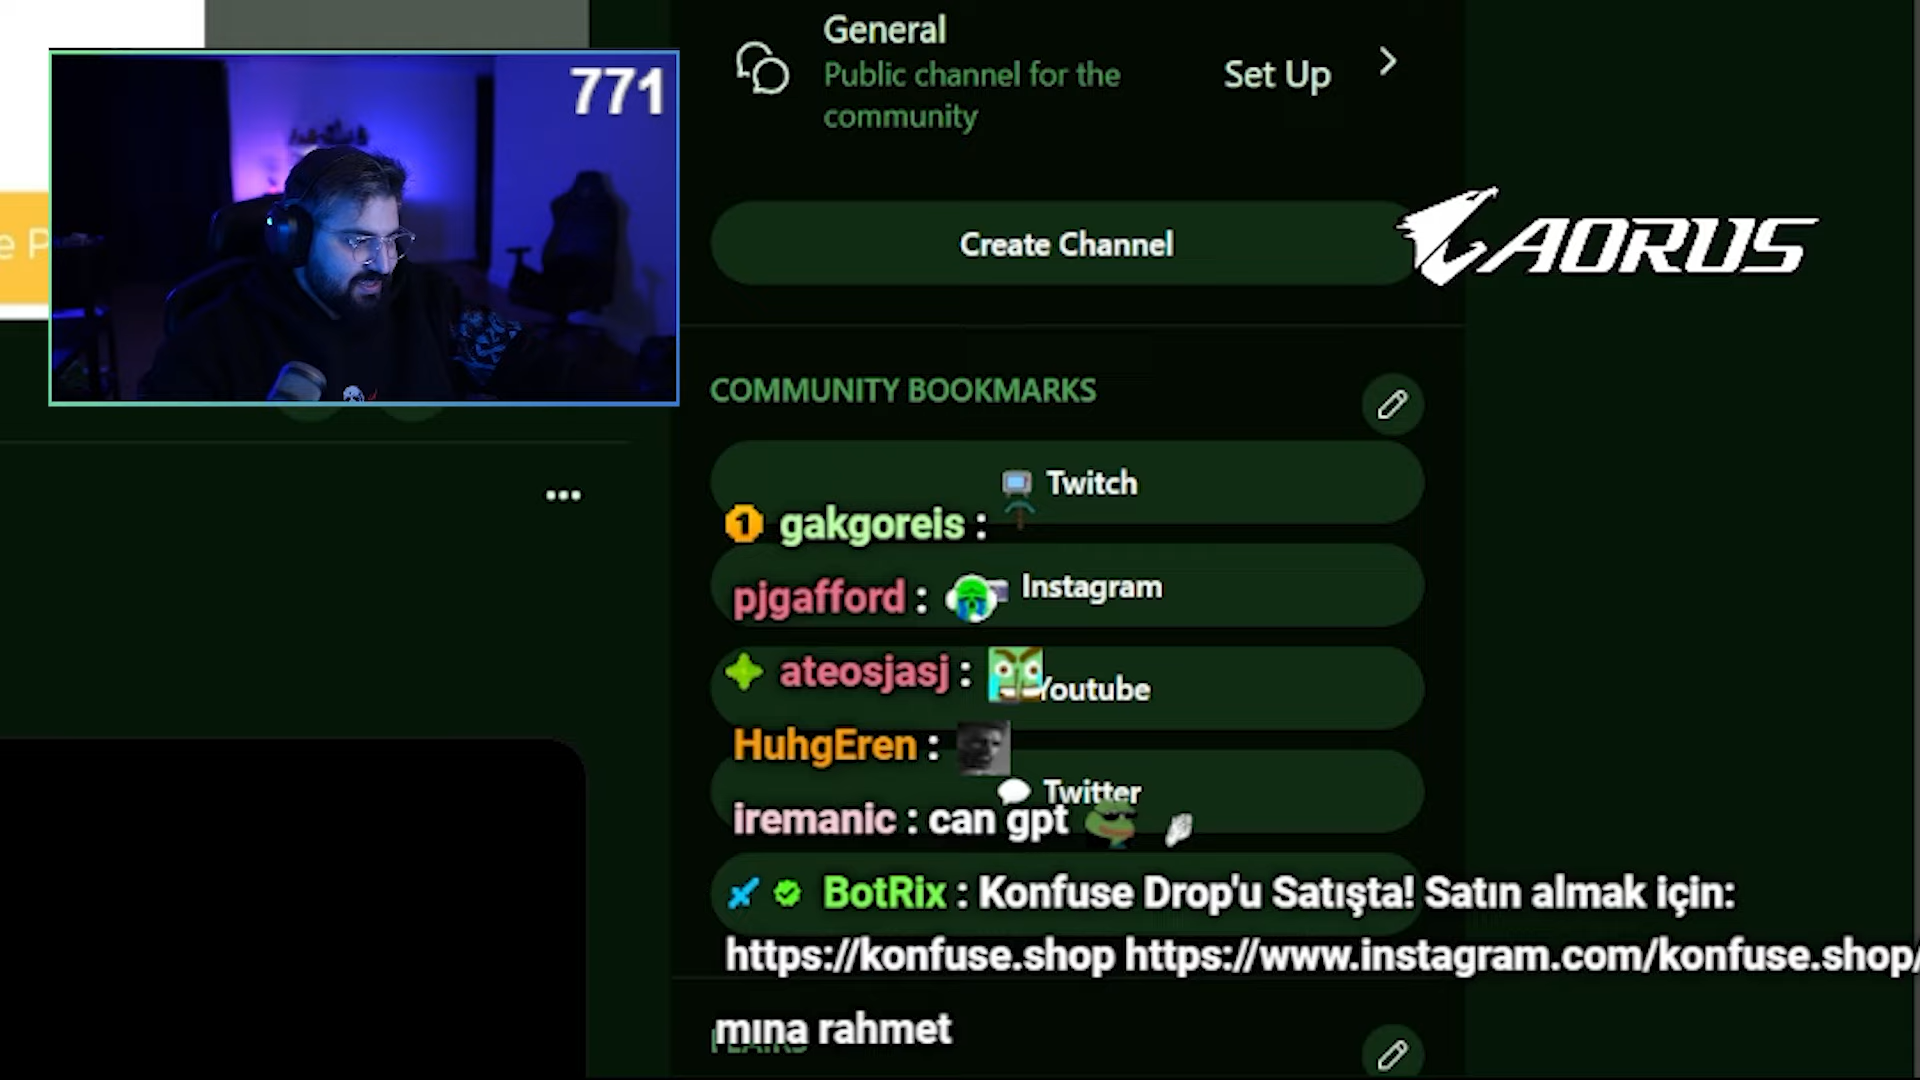 General
Public channel for the
community
Set Up
771
e P
Create Channel
AORUS
COMMUNITY BOOKMARKS
Twitch
gakgoreis :
Instagram
pjgafford :
ateosjasj :
Youtube
HuhgEren :
Twitter
iremanic : can gpt
BotRix : Konfuse Drop'u Satışta! Satın almak için:
https://konfuse.shop https://www.instagram.com/konfuse.shop/
mına rahmet